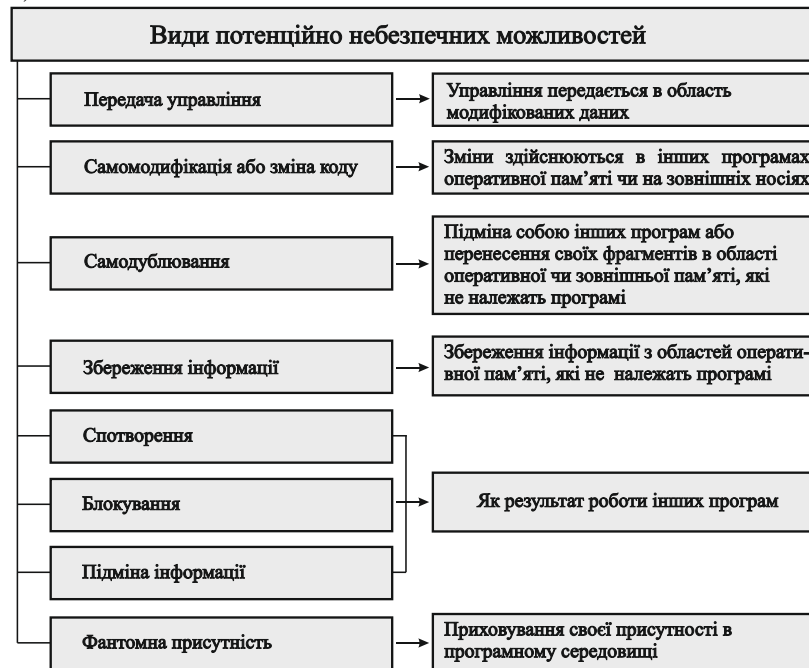 Види потенційно небезпечних можливостей
Передача управління
Управління передається в область
модифікованих даних
Самомодифікація або зміна коду
Зміни здійснюються в інших програмах
оперативної пам’яті чи на зовнішніх носіях
Самодублювання
Підміна собою інших програм або
перенесення своїх фрагментів в області
оперативної чи зовнішньої пам’яті, які
не належать програмі
Збереження інформації
Збереження інформації з областей операти-
вної пам’яті, які не належать програмі
Спотворення
Блокування
Підміна інформації
Як результат роботи інших програм
Фантомна присутність
Приховування своєї присутності в
програмному середовищі